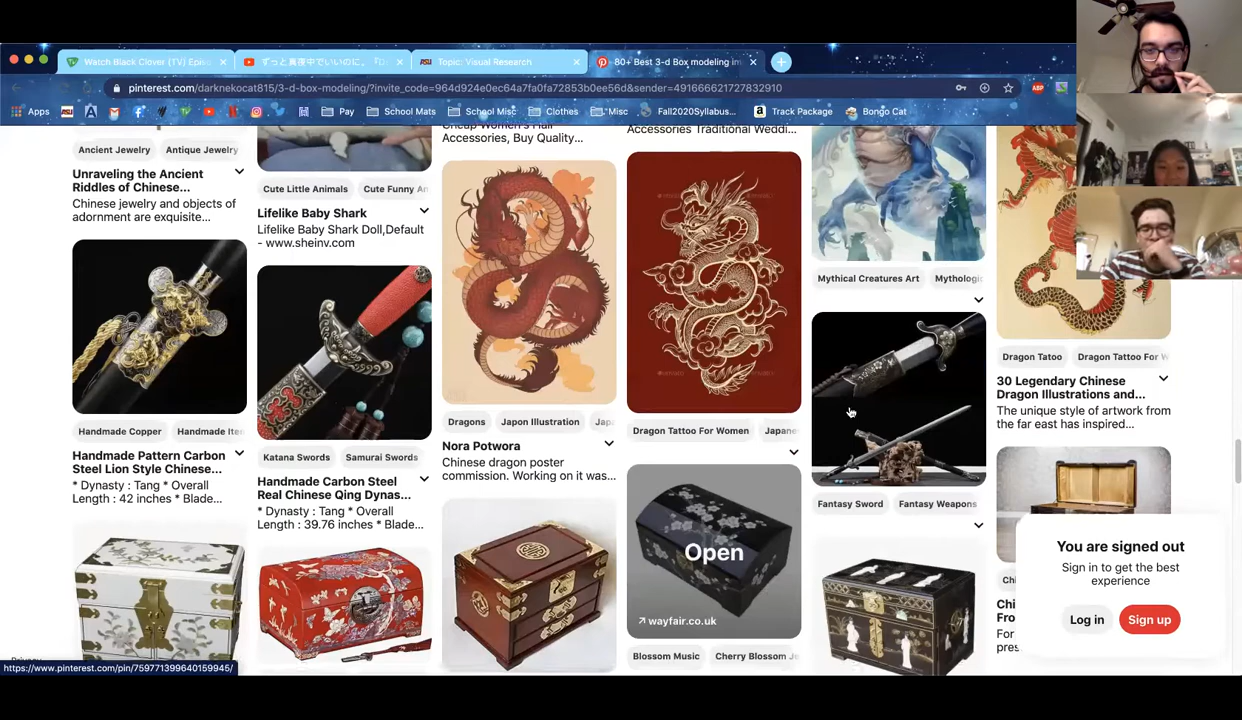 Watch Black Clover (TV) Episo
ずっと真夜中でいいのに。『D
Topic: Visual Research
80+ Best 3-d Box modeling im
pinterest.com/darknekocat815/3-d-box-modeling/?invite_code=964d924e0ec64a7fa0fa72853b0ee56d&sender=491666621727832910
ABP
Apps
Pay
School Mats
School Misc
Clothes
Misc
Fall2020Syllabus...
Track Package
Bongo Cat
Ancient Jewelry
Antique Jewelry
Unraveling the Ancient
Riddles of Chinese...
Chinese jewelry and objects of
adornment are exquisite...
Handmade Copper
Handmade Iten
Handmade Pattern Carbon
Steel Lion Style Chinese...
* Dynasty : Tang * Overall
Length : 42 inches * Blade...
Cute Little Animals
Cute Funny An
Lifelike Baby Shark
Lifelike Baby Shark Doll,Default
- www.sheinv.com
Katana Swords
Samurai Swords
Handmade Carbon Steel
Real Chinese Qing Dynas...
* Dynasty : Tang * Overall
Length : 39.76 inches * Blade...
Accessories, Buy Quality...
Dragons
Japon Illustration
Jap
Nora Potwora
Chinese dragon poster
commission. Working on it was...
Accessories Traditional Weddi...
Dragon Tattoo For Women
Japane
Open
wayfair.co.uk
Blossom Music
Cherry Blossom Je
Mythical Creatures Art
Mythologic
Fantasy Sword
Fantasy Weapons
Dragon Tatoo
Dragon Tattoo For W
30 Legendary Chinese
Dragon Illustrations and...
The unique style of artwork
from the far east has inspired...
Chi
Chi
Fro
For
pres
You are signed out
Sign in to get the best
experience
Log in
Sign up
https://www.pinterest.com/pin/759771399640159945/